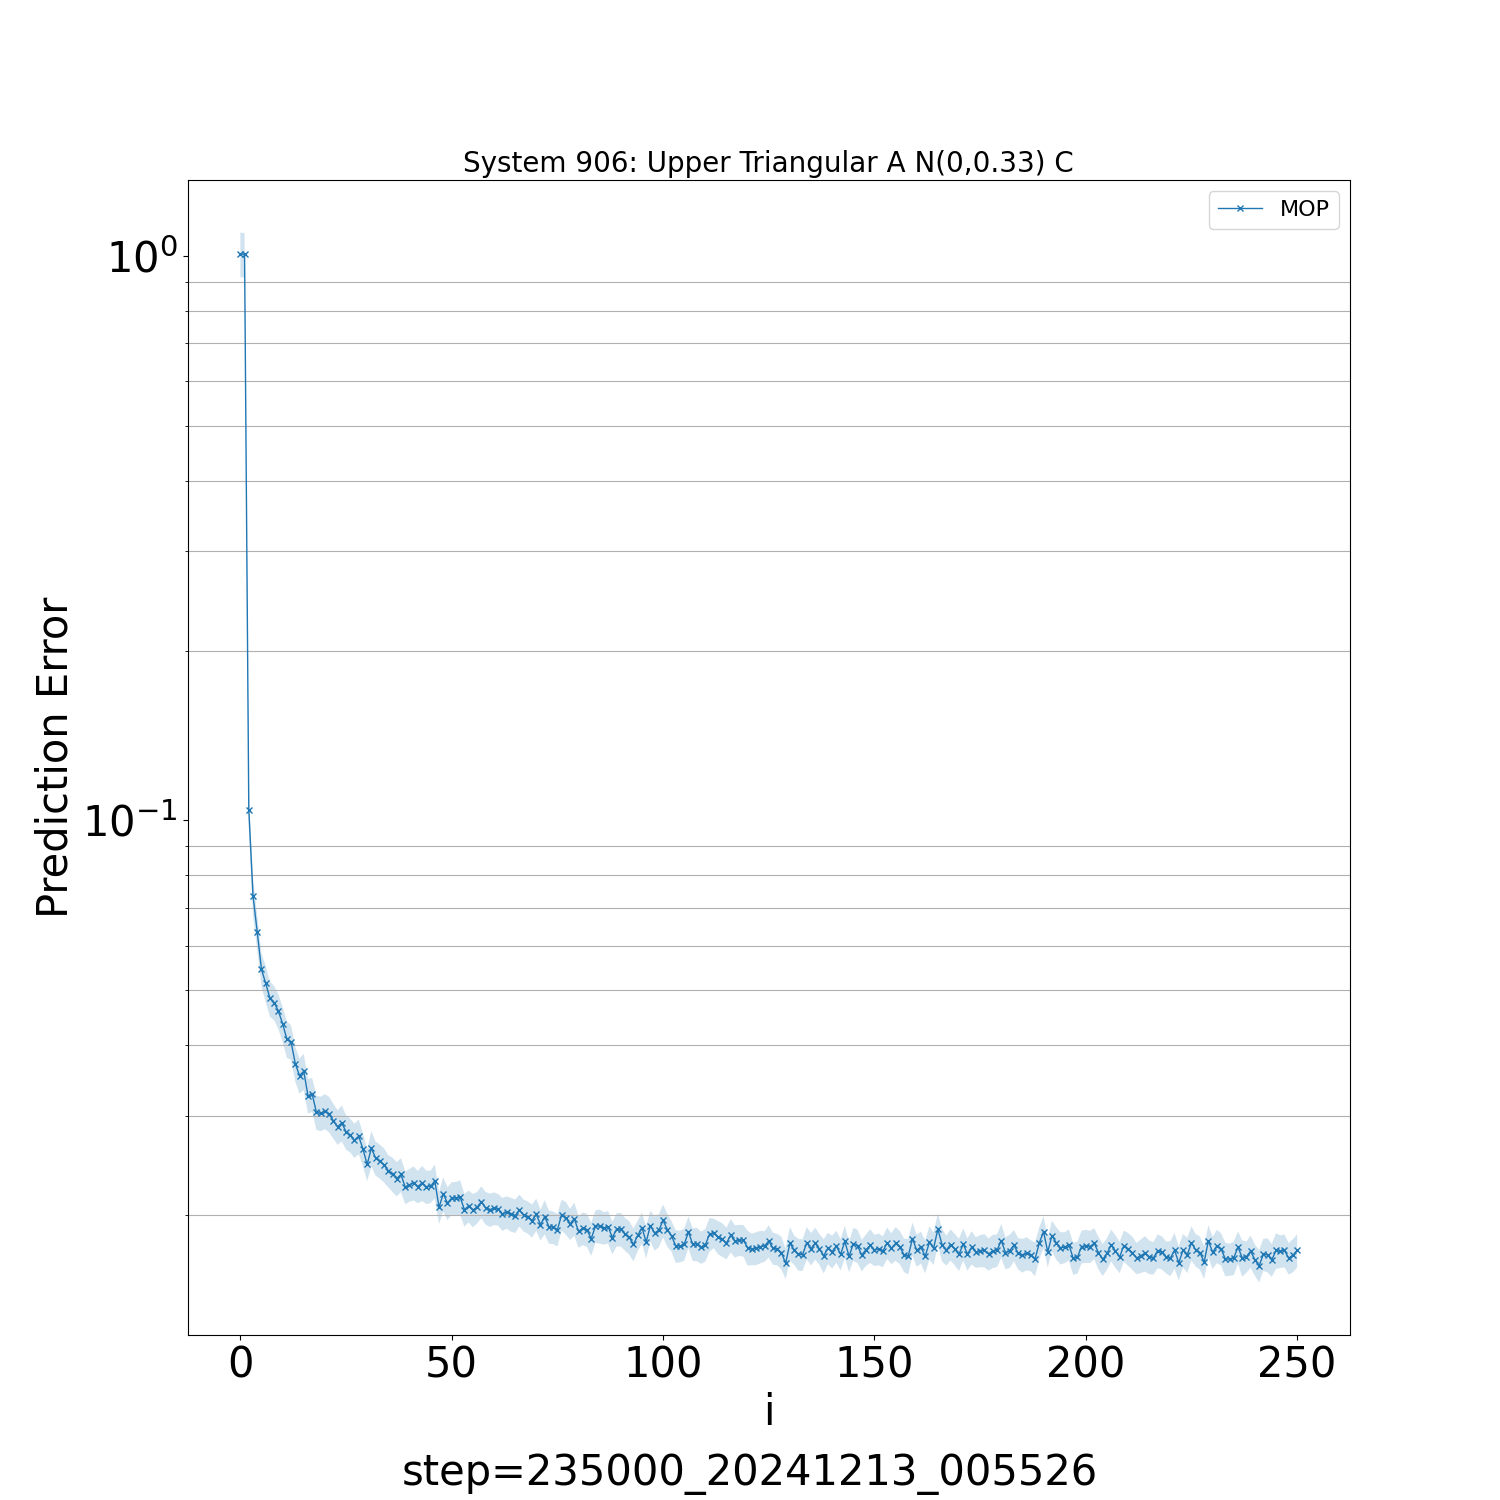 System 906: Upper Triangular A N(0,0.33) C
MOP
10⁰
10⁻¹
Prediction Error
0 50 100 150 200 250
i
step=235000_20241213_005526